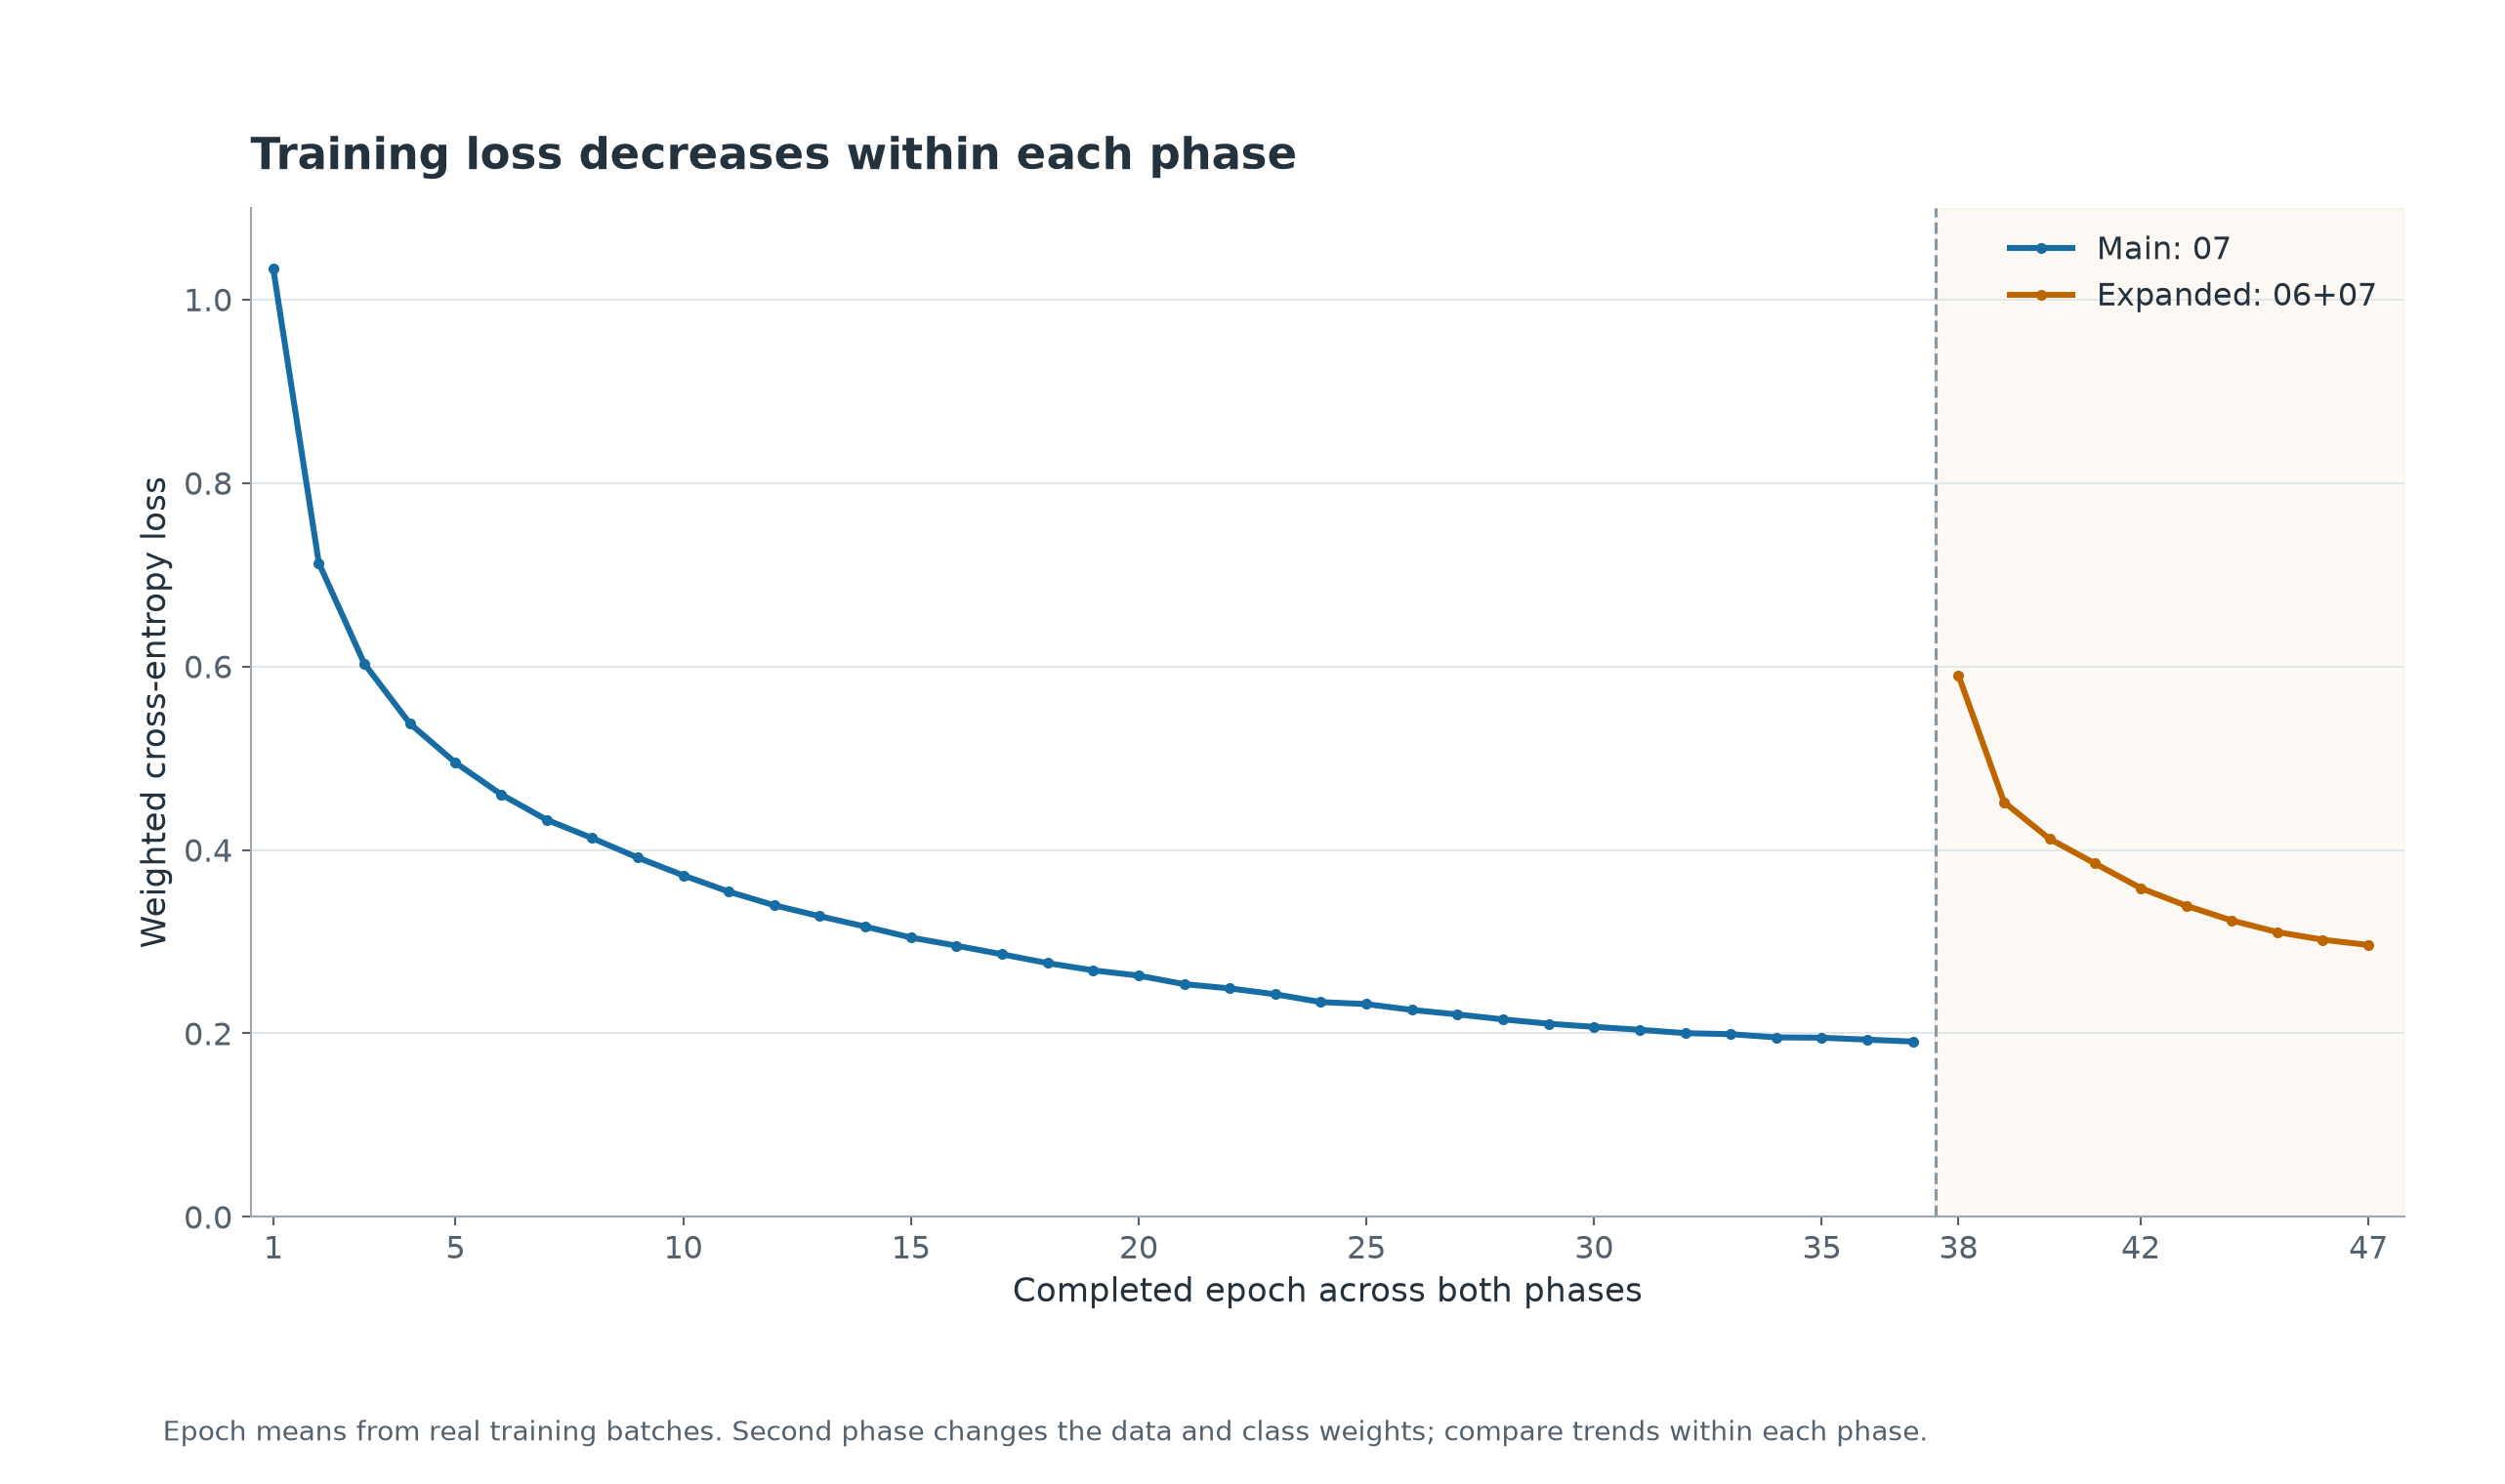 Training loss decreases within each phase
Main: 07
Expanded: 06+07
Weighted cross-entropy loss
1.0
0.8
0.6
0.4
0.2
0.0
1 5 10 15 20 25 30 35 38 42 47
Completed epoch across both phases
Epoch means from real training batches. Second phase changes the data and class weights; compare trends within each phase.